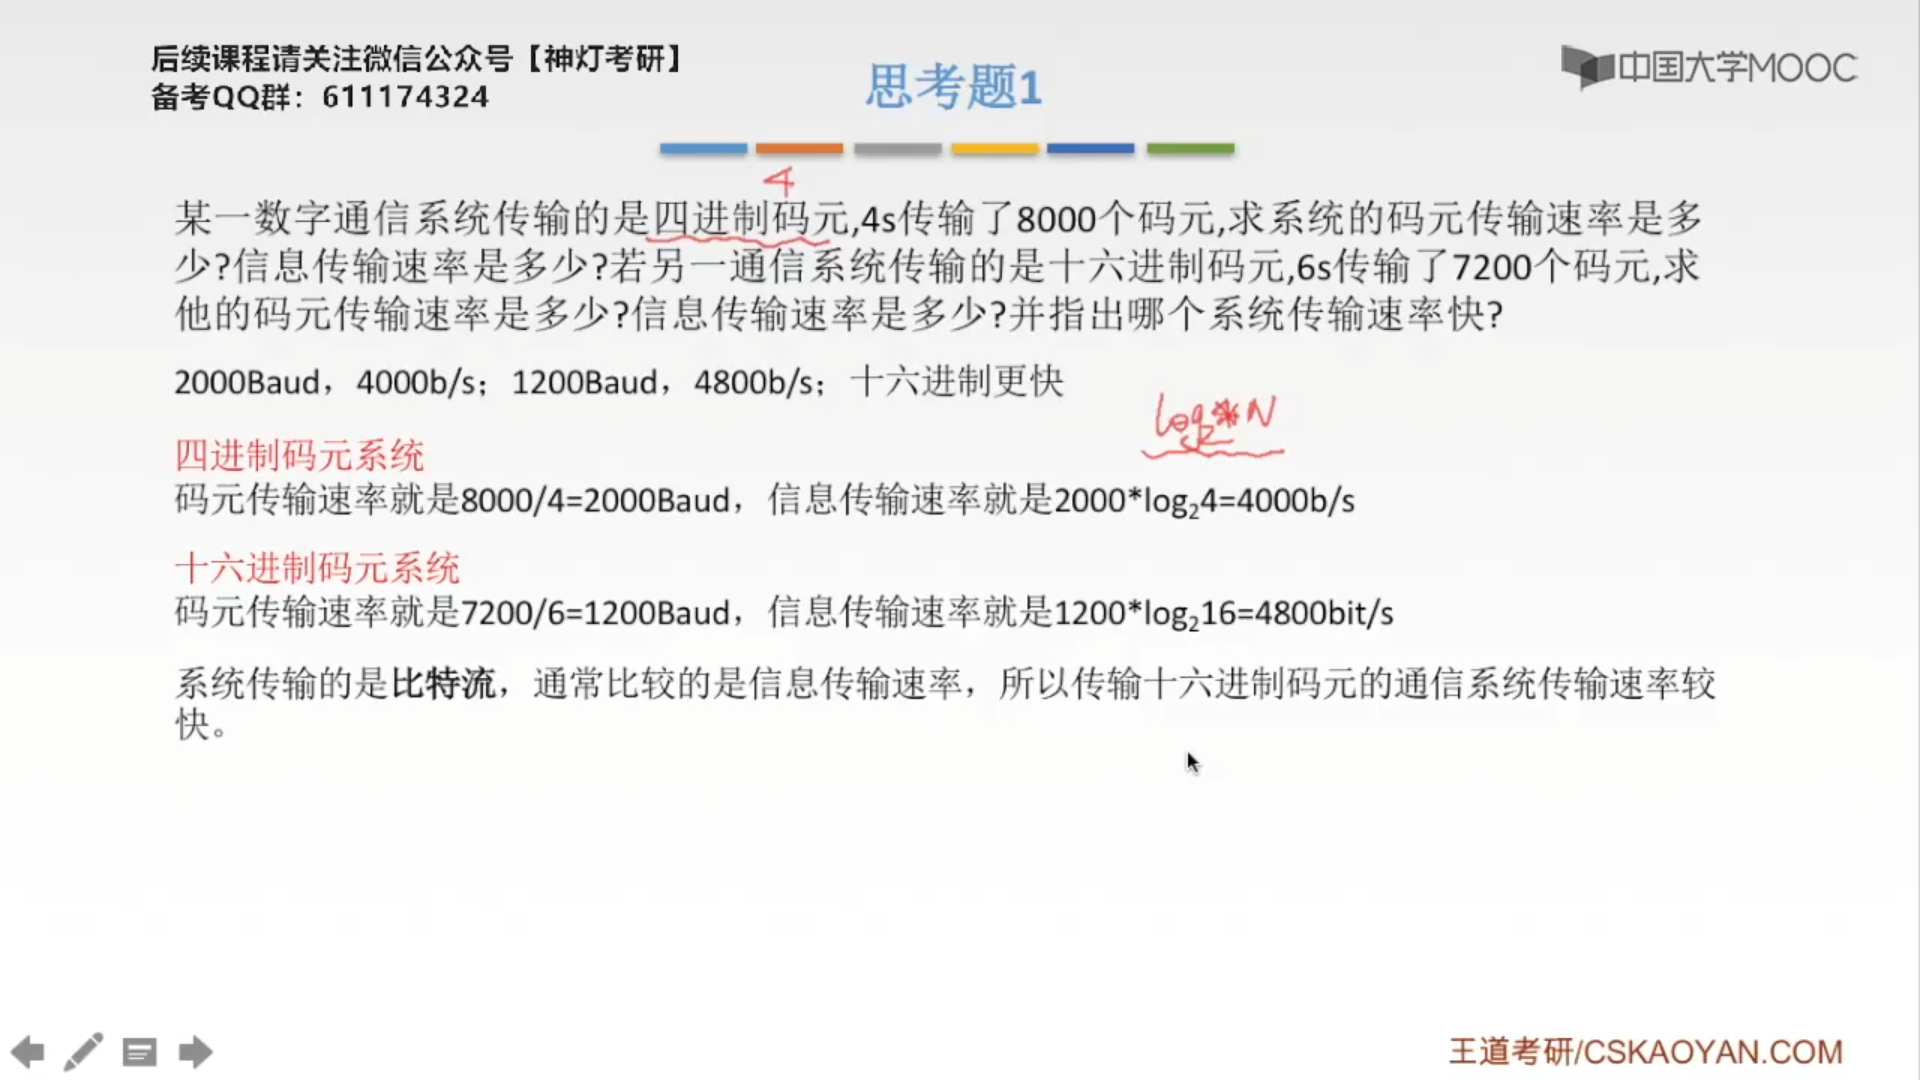 后续课程请关注微信公众号【神灯考研】
备考QQ群：611174324
中国大学MOOC
思考题1
4
某一数字通信系统传输的是四进制码元,4s传输了8000个码元,求系统的码元传输速率是多
少?信息传输速率是多少?若另一通信系统传输的是十六进制码元,6s传输了7200个码元,求
他的码元传输速率是多少?信息传输速率是多少?并指出哪个系统传输速率快?
2000Baud，4000b/s；1200Baud，4800b/s；十六进制更快
四进制码元系统
码元传输速率就是8000/4=2000Baud，信息传输速率就是2000*log₂4=4000b/s
十六进制码元系统
码元传输速率就是7200/6=1200Baud，信息传输速率就是1200*log₂16=4800bit/s
系统传输的是比特流，通常比较的是信息传输速率，所以传输十六进制码元的通信系统传输速率较
快。
王道考研/CSKAOYAN.COM